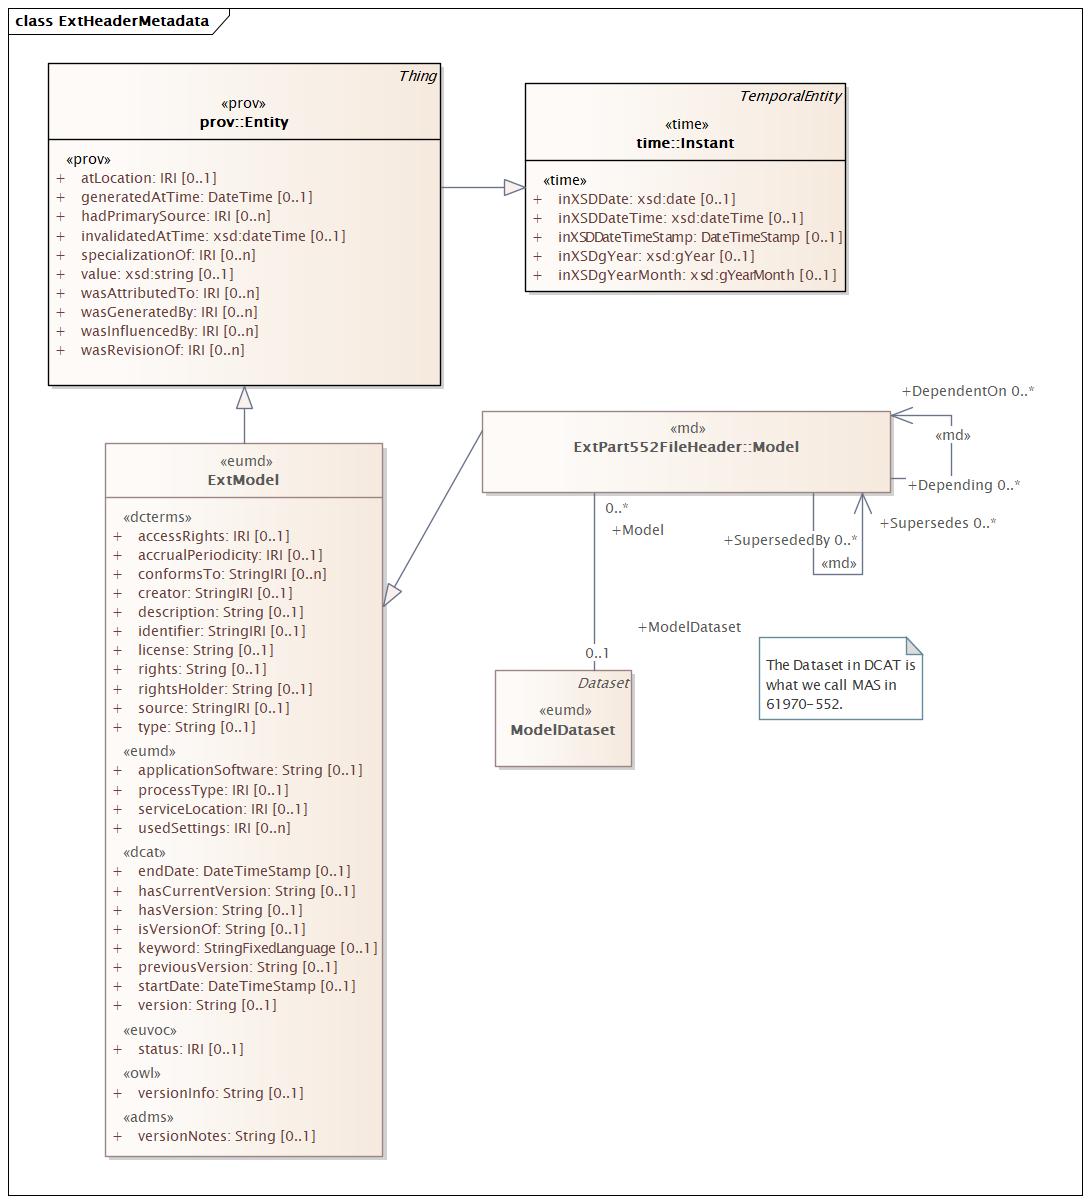 class ExtHeaderMetadata
Thing
«prov»
prov::Entity
«prov»
+ atLocation: IRI [0..1]
+ generatedAtTime: DateTime [0..1]
+ hadPrimarySource: IRI [0..n]
+ invalidatedAtTime: xsd:dateTime [0..1]
+ specializationOf: IRI [0..n]
+ value: xsd:string [0..1]
+ wasAttributedTo: IRI [0..n]
+ wasGeneratedBy: IRI [0..n]
+ wasInfluencedBy: IRI [0..n]
+ wasRevisionOf: IRI [0..n]
TemporalEntity
«time»
time::Instant
«time»
+ inXSDDate: xsd:date [0..1]
+ inXSDDateTime: xsd:dateTime [0..1]
+ inXSDDateTimeStamp: DateTimeStamp [0..1]
+ inXSDgYear: xsd:gYear [0..1]
+ inXSDgYearMonth: xsd:gYearMonth [0..1]
«eumd»
ExtModel
«dcterms»
+ accessRights: IRI [0..1]
+ accrualPeriodicity: IRI [0..1]
+ conformsTo: StringIRI [0..n]
+ creator: StringIRI [0..1]
+ description: String [0..1]
+ identifier: StringIRI [0..1]
+ license: String [0..1]
+ rights: String [0..1]
+ rightsHolder: String [0..1]
+ source: StringIRI [0..1]
+ type: String [0..1]
«eumd»
+ applicationSoftware: String [0..1]
+ processType: IRI [0..1]
+ serviceLocation: IRI [0..1]
+ usedSettings: IRI [0..n]
«dcat»
+ endDate: DateTimeStamp [0..1]
+ hasCurrentVersion: String [0..1]
+ hasVersion: String [0..1]
+ isVersionOf: String [0..1]
+ keyword: StringFixedLanguage [0..1]
+ previousVersion: String [0..1]
+ startDate: DateTimeStamp [0..1]
+ version: String [0..1]
«euvoc»
+ status: IRI [0..1]
«owl»
+ versionInfo: String [0..1]
«adms»
+ versionNotes: String [0..1]
«md»
ExtPart552FileHeader::Model
+DependentOn 0..*
«md»
+Depending 0..*
+Supersedes 0..*
+SupersededBy 0..*
«md»
0..*
+Model
+ModelDataset
0..1
Dataset
«eumd»
ModelDataset
The Dataset in DCAT is
what we call MAS in
61970-552.